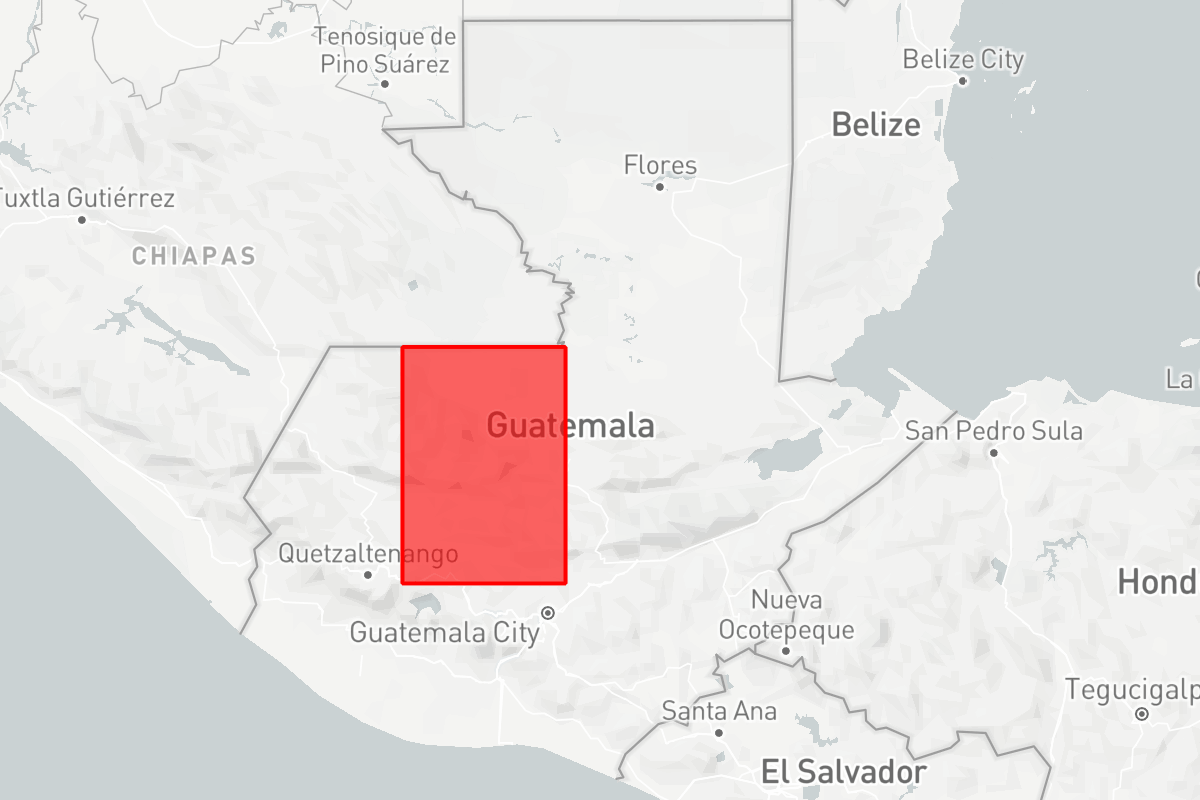 Tenosique de
Pino Suárez
Belize City
Belize
Flores
Tuxtla Gutiérrez
CHIAPAS
La
Guatemala
San Pedro Sula
Quetzaltenango
Hond
Nueva
Ocotepeque
Guatemala City
Tegucigalp
Santa Ana
El Salvador